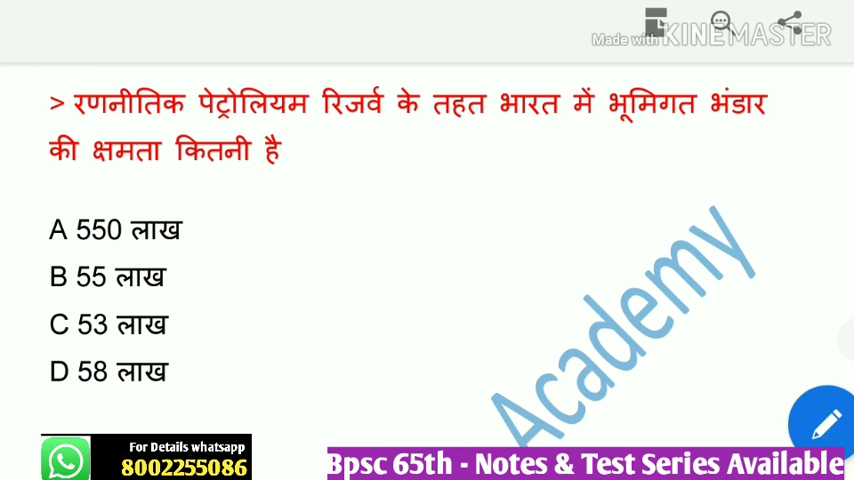 Made with KINEMASTER
> रणनीतिक पेट्रोलियम रिजर्व के तहत भारत में भूमिगत भंडार
की क्षमता कितनी है
A 550 लाख
B 55 लाख
C 53 लाख
D 58 लाख
Academy
For Details whatsapp
8002255086
Bpsc 65th - Notes & Test Series Available